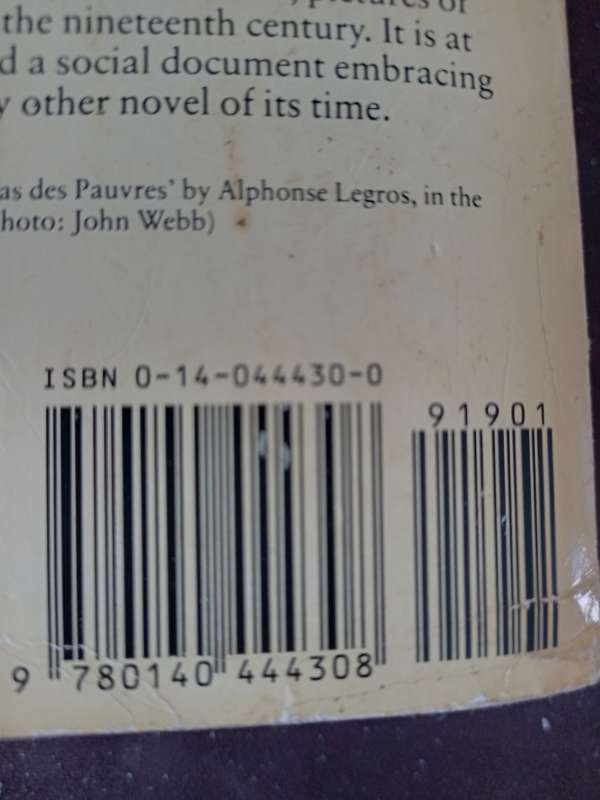 the nineteenth century. It is at
d a social document embracing
y other novel of its time.
as des Pauvres' by Alphonse Legros, in the
hoto: John Webb)
ISBN 0-14-044430-0
91901
9 780140 444308